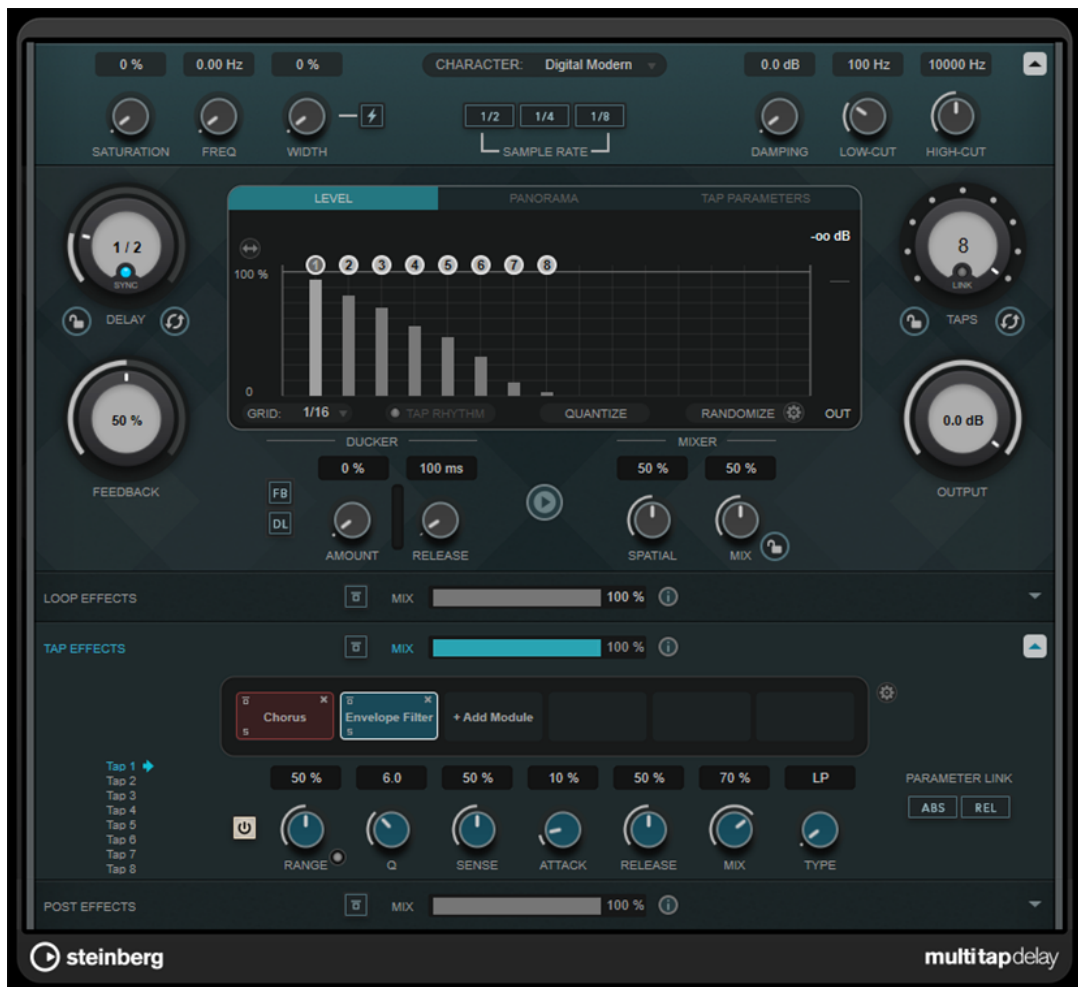 0 % 0.00 Hz 0 % CHARACTER: Digital Modern 0.0 dB 100 Hz 10000 Hz
1/2 1/4 1/8
SATURATION FREQ WIDTH SAMPLE RATE DAMPING LOW-CUT HIGH-CUT
LEVEL PANORAMA TAP PARAMETERS
1 / 2
SYNC
DELAY
-oo dB
8
LINK
TAPS
1 2 3 4 5 6 7 8
100 %
0
GRID: 1/16 TAP RHYTHM QUANTIZE RANDOMIZE OUT
50 %
FEEDBACK
0.0 dB
OUTPUT
DUCKER MIXER
0 % 100 ms 50 % 50 %
FB
DL
AMOUNT RELEASE SPATIAL MIX
LOOP EFFECTS MIX 100 %
TAP EFFECTS MIX 100 %
Chorus Envelope Filter + Add Module
S S
Tap 1
Tap 2
Tap 3
Tap 4
Tap 5
Tap 6
Tap 7
Tap 8
50 % 6.0 50 % 10 % 50 % 70 % LP
RANGE Q SENSE ATTACK RELEASE MIX TYPE
PARAMETER LINK
ABS REL
POST EFFECTS MIX 100 %
steinberg multitapdelay